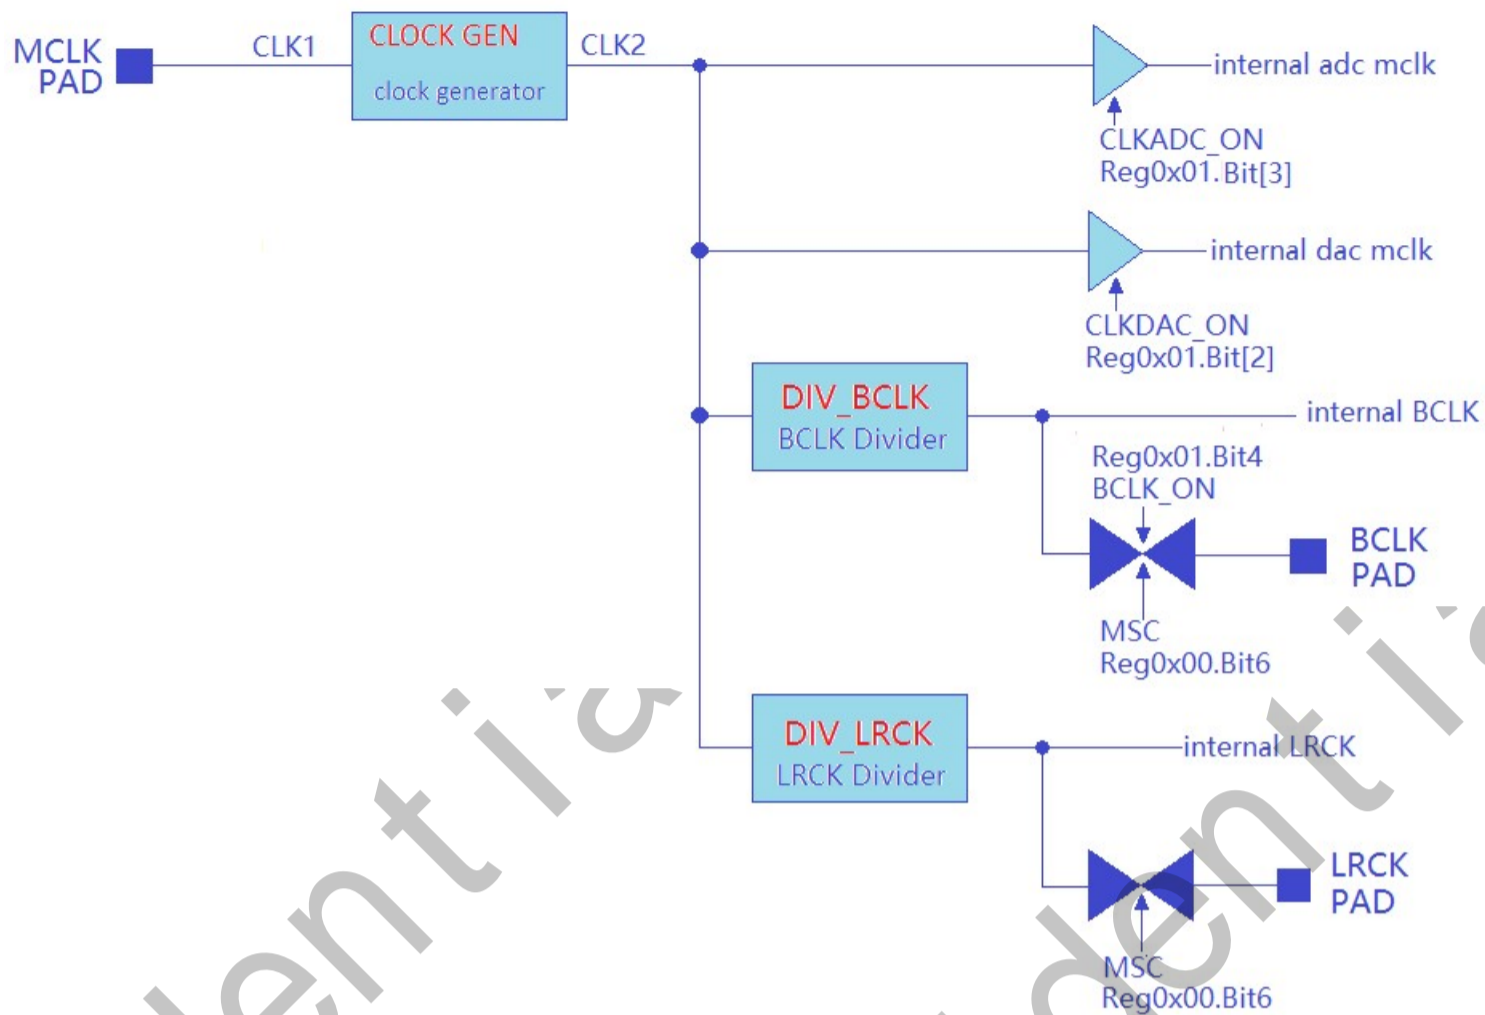 MCLK
PAD
CLK1
CLOCK GEN
clock generator
CLK2
internal adc mclk
CLKADC_ON
Reg0x01.Bit[3]
internal dac mclk
CLKDAC_ON
Reg0x01.Bit[2]
DIV_BCLK
BCLK Divider
internal BCLK
Reg0x01.Bit4
BCLK_ON
BCLK
PAD
MSC
Reg0x00.Bit6
DIV_LRCK
LRCK Divider
internal LRCK
LRCK
PAD
MSC
Reg0x00.Bit6
dentia
dentia